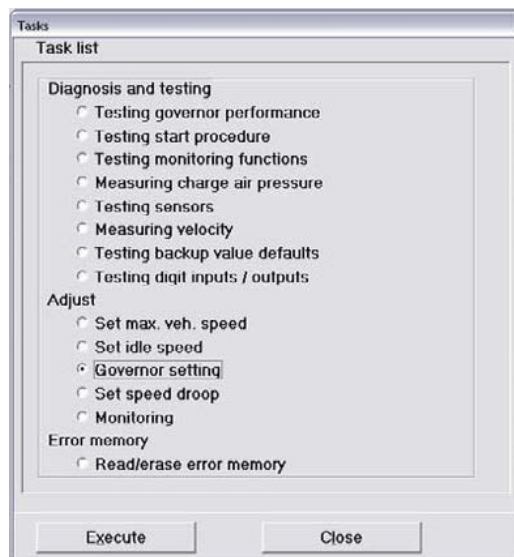 Tasks
Task list
Diagnosis and testing
Testing governor performance
Testing start procedure
Testing monitoring functions
Measuring charge air pressure
Testing sensors
Measuring velocity
Testing backup value defaults
Testing digit inputs / outputs
Adjust
Set max. veh. speed
Set idle speed
Governor setting
Set speed droop
Monitoring
Error memory
Read/erase error memory
Execute Close